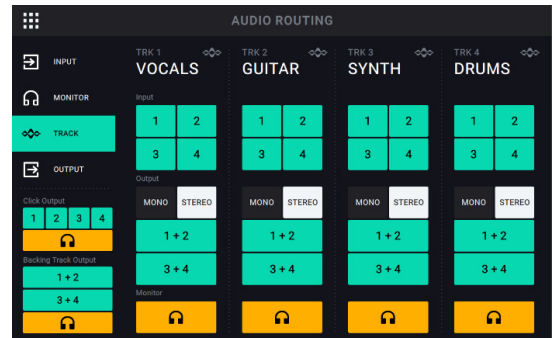 AUDIO ROUTING
INPUT
MONITOR
TRACK
OUTPUT
Click Output
1 2 3 4
Backing Track Output
1 + 2
3 + 4
TRK 1
VOCALS
Input
1 2
3 4
Output
MONO STEREO
1 + 2
3 + 4
Monitor
TRK 2
GUITAR
1 2
3 4
MONO STEREO
1 + 2
3 + 4
TRK 3
SYNTH
1 2
3 4
MONO STEREO
1 + 2
3 + 4
TRK 4
DRUMS
1 2
3 4
MONO STEREO
1 + 2
3 + 4